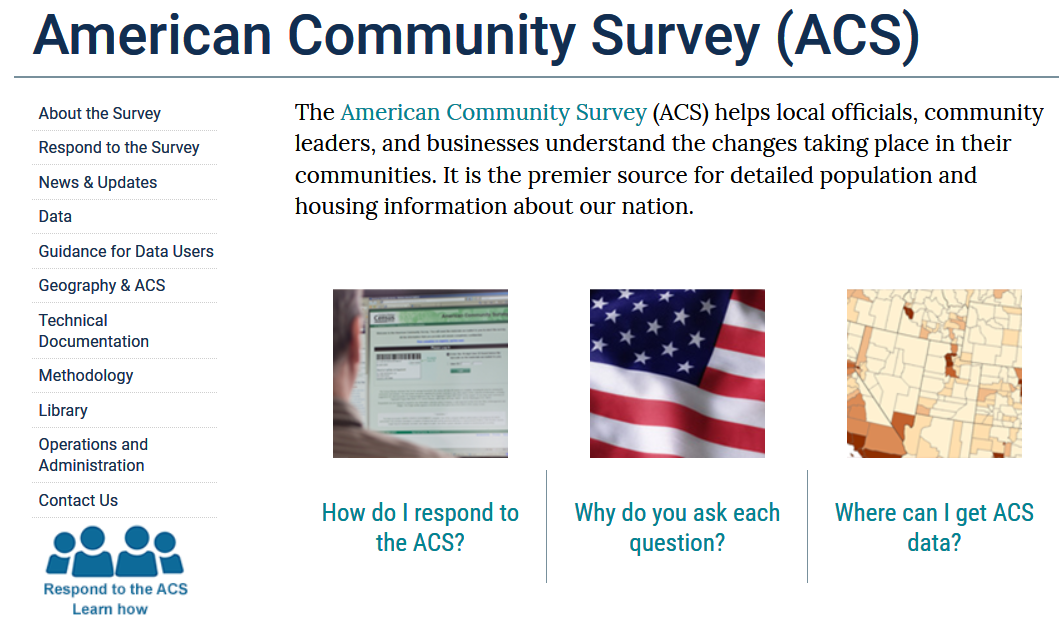 American Community Survey (ACS)
About the Survey
Respond to the Survey
News & Updates
Data
Guidance for Data Users
Geography & ACS
Technical
Documentation
Methodology
Library
Operations and
Administration
Contact Us
Respond to the ACS
Learn how
The American Community Survey (ACS) helps local officials, community
leaders, and businesses understand the changes taking place in their
communities. It is the premier source for detailed population and
housing information about our nation.
Census
How do I respond to
the ACS?
Why do you ask each
question?
Where can I get ACS
data?